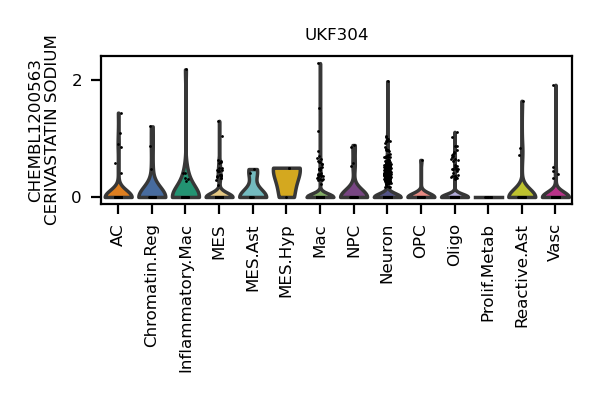 UKF304
CHEMBL1200563
CERIVASTATIN SODIUM
2
0
AC
Chromatin.Reg
Inflammatory.Mac
MES
MES.Ast
MES.Hyp
Mac
NPC
Neuron
OPC
Oligo
Prolif.Metab
Reactive.Ast
Vasc